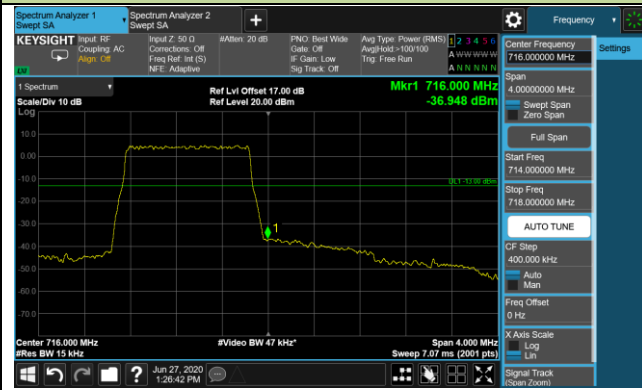 Spectrum Analyzer 1
Swept SA
Spectrum Analyzer 2
Swept SA
+
Frequency
KEYSIGHT
Input: RF
Coupling: AC
Align: Off
Input Z: 50 Ω
Corrections: Off
Freq Ref: Int (S)
NFE: Adaptive
#Atten: 20 dB
PNO: Best Wide
Gate: Off
IF Gain: Low
Sig Track: Off
Avg Type: Power (RMS)
Avg|Hold >100/100
Trig: Free Run
1 2 3 4 5 6
A W W W W W
A N N N N N
LXI
1 Spectrum
Scale/Div 10 dB
Log
Ref Lvl Offset 17.00 dB
Ref Level 20.00 dBm
Mkr1 716.000 MHz
-36.948 dBm
10.0
0.00
-10.0
DL1 -13.00 dBm
-20.0
-30.0
1
-40.0
-50.0
-60.0
-70.0
Center 716.000 MHz
#Res BW 15 kHz
#Video BW 47 kHz*
Span 4.000 MHz
Sweep 7.07 ms (2001 pts)
Jun 27, 2020
1:26:42 PM
Center Frequency
716.000000 MHz
Settings
Span
4.00000000 MHz
Swept Span
Zero Span
Full Span
Start Freq
714.000000 MHz
Stop Freq
718.000000 MHz
AUTO TUNE
CF Step
400.000 kHz
Auto
Man
Freq Offset
0 Hz
X Axis Scale
Log
Lin
Signal Track
(Span Zoom)